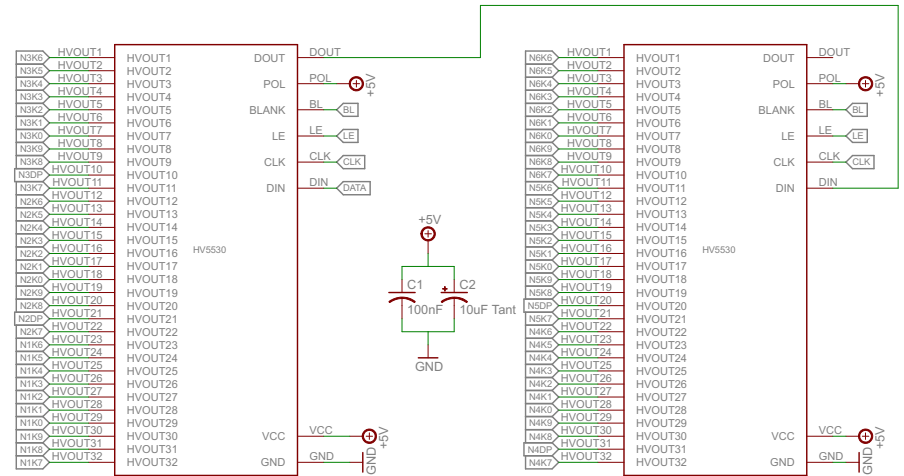 N3K6 HVOUT1 HVOUT1 DOUT DOUT
N3K5 HVOUT2 HVOUT2
N3K4 HVOUT3 HVOUT3 POL POL +5V
N3K3 HVOUT4 HVOUT4
N3K2 HVOUT5 HVOUT5 BLANK BL BL
N3K1 HVOUT6 HVOUT6
N3K0 HVOUT7 HVOUT7 LE LE LE
N3K9 HVOUT8 HVOUT8
N3K8 HVOUT9 HVOUT9 CLK CLK CLK
N3DP HVOUT10 HVOUT10
N3K7 HVOUT11 HVOUT11 DIN DIN DATA
N2K6 HVOUT12 HVOUT12
N2K5 HVOUT13 HVOUT13
N2K4 HVOUT14 HVOUT14
N2K3 HVOUT15 HVOUT15
N2K2 HVOUT16 HVOUT16 HV5530
N2K1 HVOUT17 HVOUT17
N2K0 HVOUT18 HVOUT18
N2K9 HVOUT19 HVOUT19
N2K8 HVOUT20 HVOUT20
N2DP HVOUT21 HVOUT21
N2K7 HVOUT22 HVOUT22
N1K6 HVOUT23 HVOUT23
N1K5 HVOUT24 HVOUT24
N1K4 HVOUT25 HVOUT25
N1K3 HVOUT26 HVOUT26
N1K2 HVOUT27 HVOUT27
N1K1 HVOUT28 HVOUT28
N1K0 HVOUT29 HVOUT29
N1K9 HVOUT30 HVOUT30 VCC VCC +5V
N1K8 HVOUT31 HVOUT31
N1K7 HVOUT32 HVOUT32 GND GND GND
+5V
C1 C2
100nF 10uF Tant
GND
N6K6 HVOUT1 HVOUT1 DOUT DOUT
N6K5 HVOUT2 HVOUT2
N6K4 HVOUT3 HVOUT3 POL POL +5V
N6K3 HVOUT4 HVOUT4
N6K2 HVOUT5 HVOUT5 BLANK BL BL
N6K1 HVOUT6 HVOUT6
N6K0 HVOUT7 HVOUT7 LE LE LE
N6K9 HVOUT8 HVOUT8
N6K8 HVOUT9 HVOUT9 CLK CLK CLK
N6K7 HVOUT10 HVOUT10
N5K6 HVOUT11 HVOUT11 DIN DIN
N5K5 HVOUT12 HVOUT12
N5K4 HVOUT13 HVOUT13
N5K3 HVOUT14 HVOUT14
N5K2 HVOUT15 HVOUT15
N5K1 HVOUT16 HVOUT16 HV5530
N5K0 HVOUT17 HVOUT17
N5K9 HVOUT18 HVOUT18
N5K8 HVOUT19 HVOUT19
N5DP HVOUT20 HVOUT20
N5K7 HVOUT21 HVOUT21
N4K6 HVOUT22 HVOUT22
N4K5 HVOUT23 HVOUT23
N4K4 HVOUT24 HVOUT24
N4K3 HVOUT25 HVOUT25
N4K2 HVOUT26 HVOUT26
N4K1 HVOUT27 HVOUT27
N4K0 HVOUT28 HVOUT28
N4K9 HVOUT29 HVOUT29
N4K8 HVOUT30 HVOUT30 VCC VCC +5V
N4DP HVOUT31 HVOUT31
N4K7 HVOUT32 HVOUT32 GND GND GND